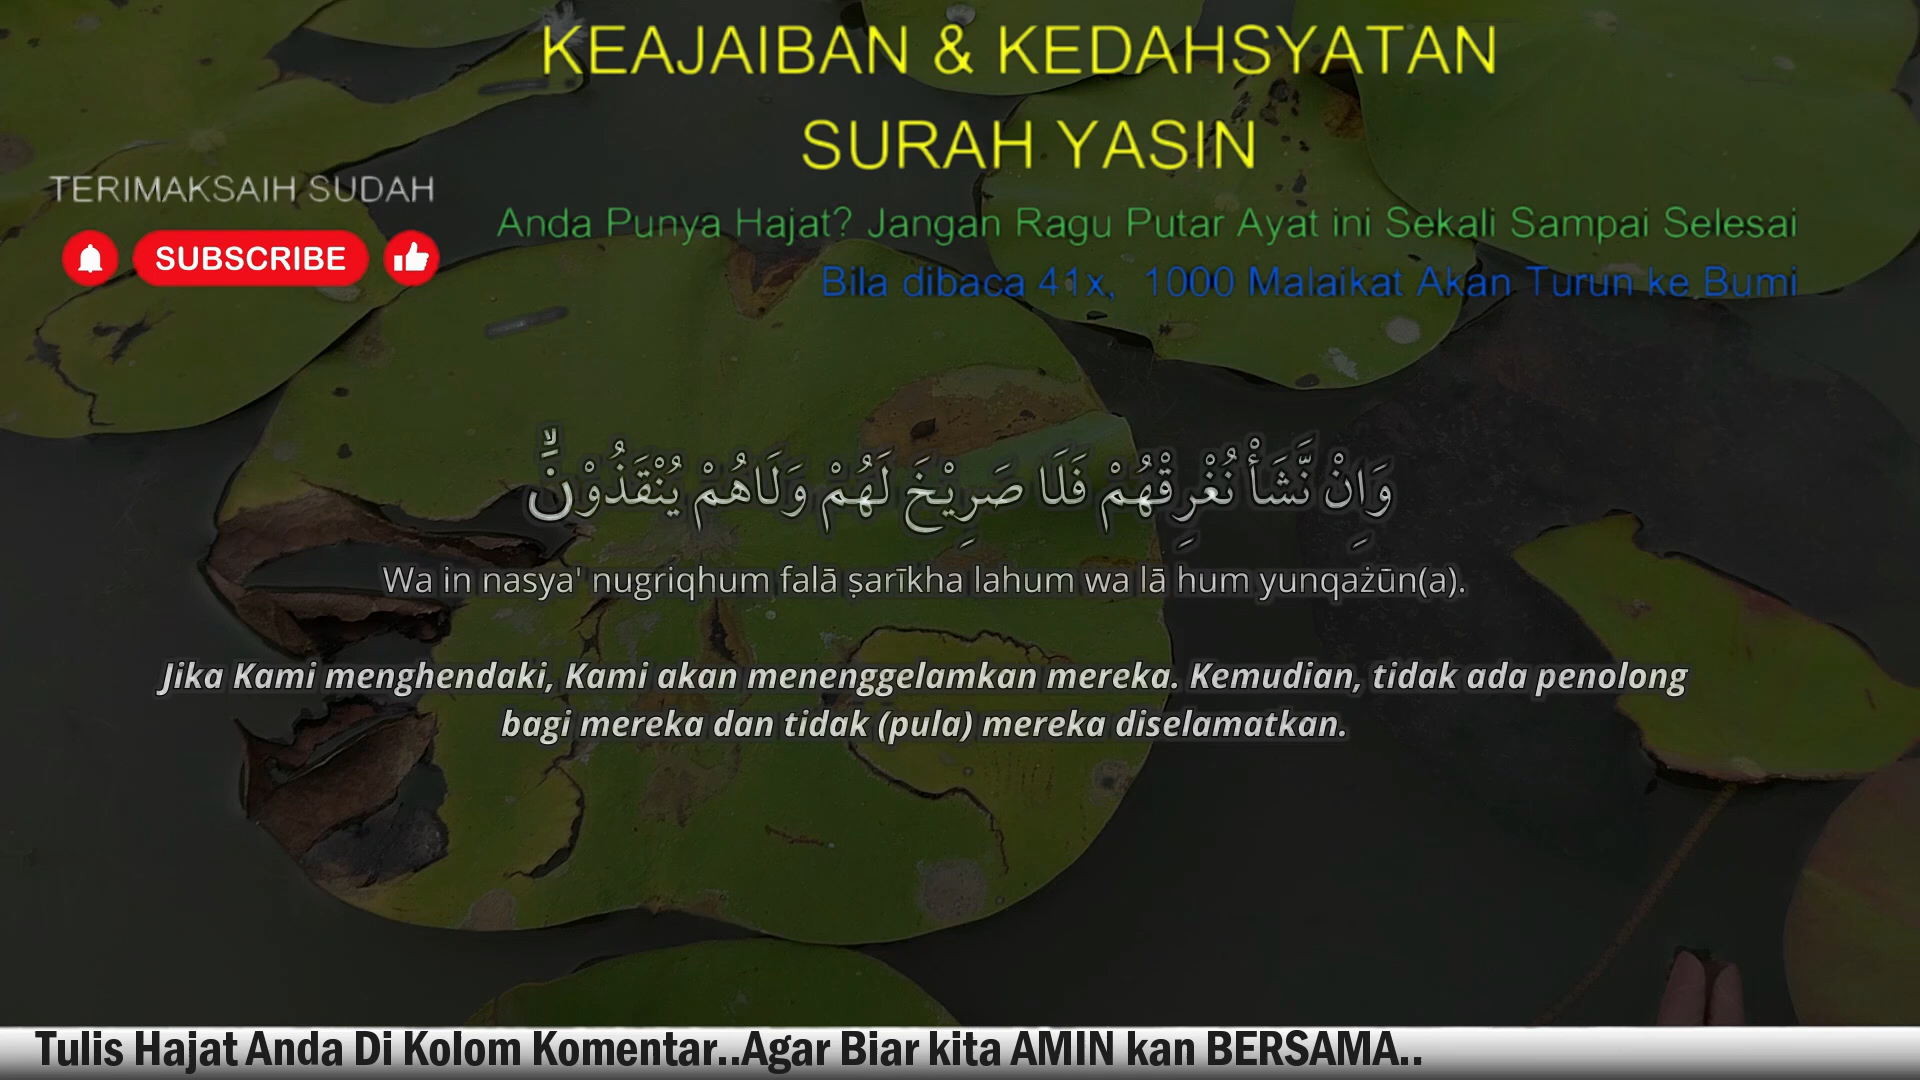 KEAJAIBAN & KEDAHSYATAN
SURAH YASIN
TERIMAKSAIH SUDAH
SUBSCRIBE
Anda Punya Hajat? Jangan Ragu Putar Ayat ini Sekali Sampai Selesai
Bila dibaca 41x, 1000 Malaikat Akan Turun ke Bumi
وَاِنْ نَّشَأْ نُغْرِقْهُمْ فَلَا صَرِيْخَ لَهُمْ وَلَاهُمْ يُنْقَذُوْنَۙ
Wa in nasya' nugriqhum falā ṣarīkha lahum wa lā hum yunqażūn(a).
Jika Kami menghendaki, Kami akan menenggelamkan mereka. Kemudian, tidak ada penolong
bagi mereka dan tidak (pula) mereka diselamatkan.
Tulis Hajat Anda Di Kolom Komentar..Agar Biar kita AMIN kan BERSAMA..